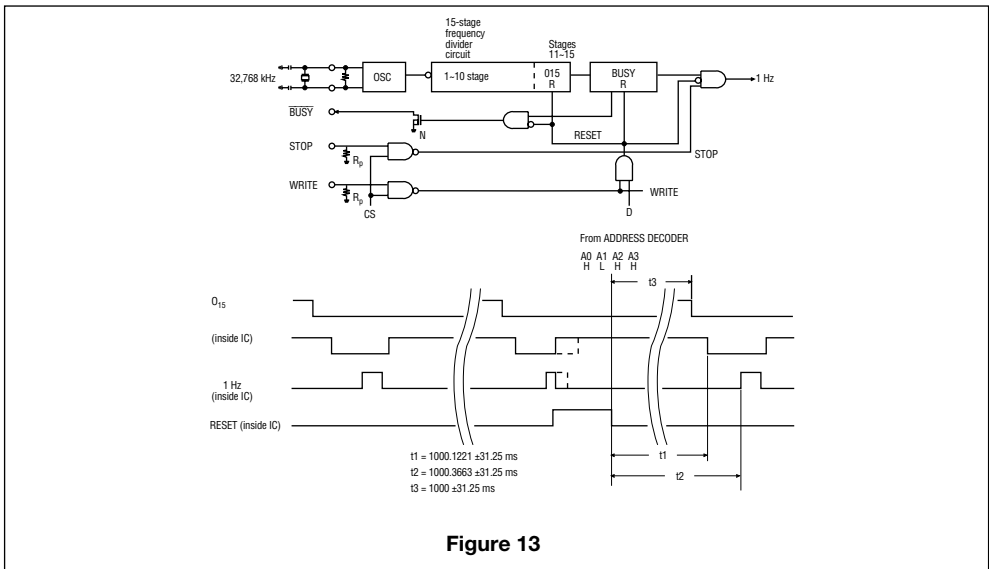 15-stage
frequency
divider
circuit
Stages
11~15
32,768 kHz
OSC
1~10 stage
015
R
BUSY
R
1 Hz
BUSY
N
RESET
STOP
Rp
STOP
WRITE
Rp
WRITE
CS
D
From ADDRESS DECODER
A0 A1 A2 A3
H L H H
t3
O15
(inside IC)
1 Hz
(inside IC)
RESET (inside IC)
t1 = 1000.1221 ±31.25 ms
t1
t2 = 1000.3663 ±31.25 ms
t2
t3 = 1000 ±31.25 ms
Figure 13